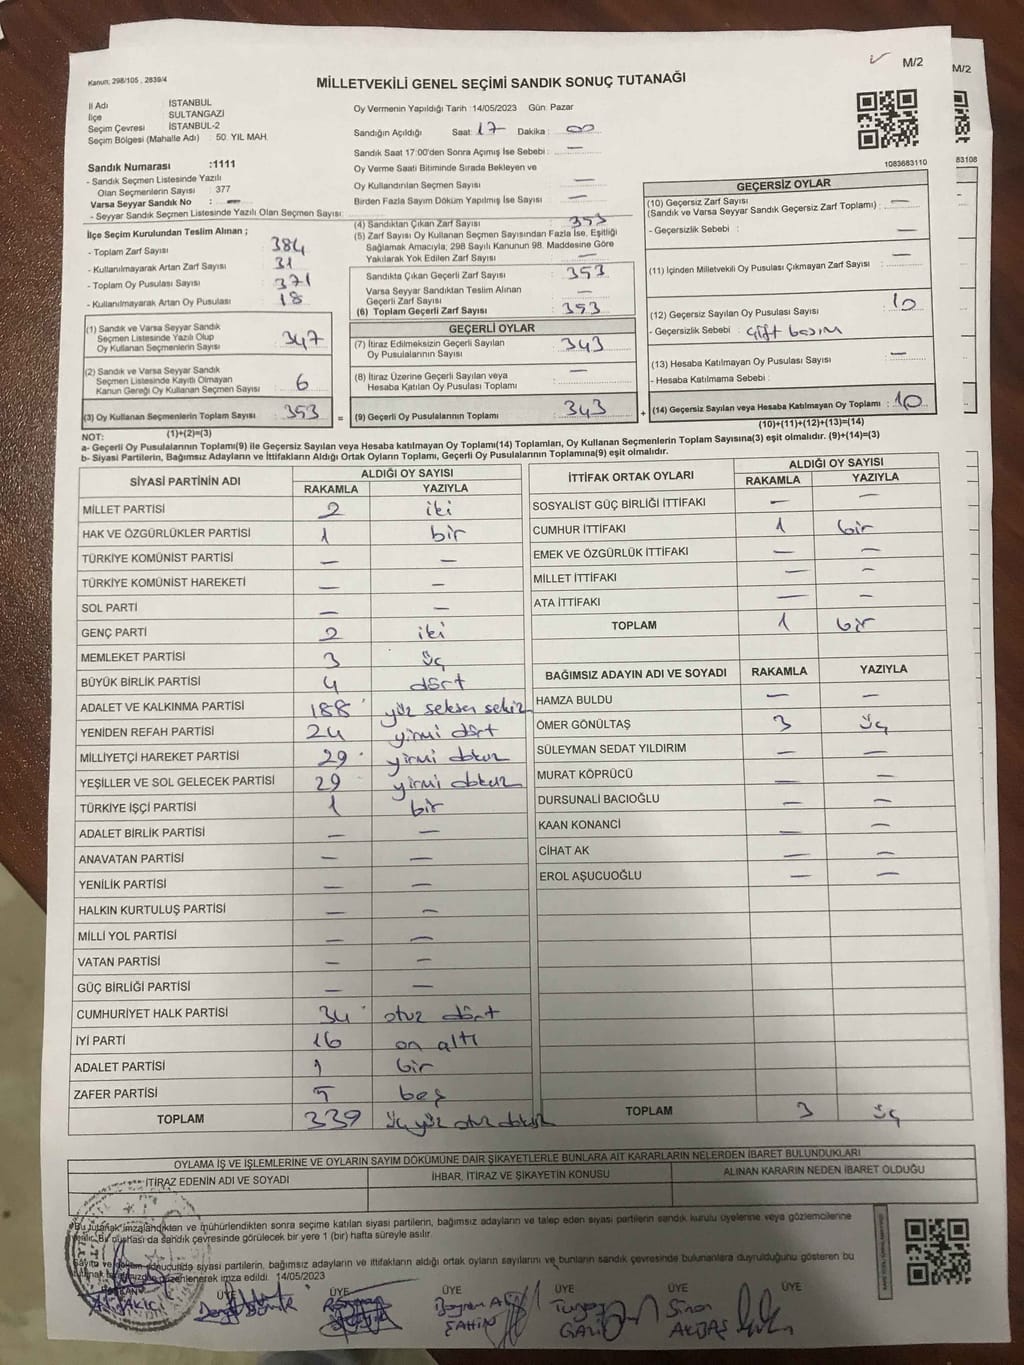 Kanun: 298/105 , 2839/4
M/2
M/2
MİLLETVEKİLİ GENEL SEÇİMİ SANDIK SONUÇ TUTANAĞI
İl Adı : İSTANBUL
İlçe SULTANGAZİ
Seçim Çevresi : İSTANBUL-2
Seçim Bölgesi (Mahalle Adı) : 50. YIL MAH.
Oy Vermenin Yapıldığı Tarih :14/05/2023 Gün: Pazar
Sandığın Açıldığı Saat: 17 Dakika : 00
Sandık Saat 17:00'den Sonra Açımış İse Sebebi : —
Oy Verme Saati Bitiminde Sırada Bekleyen ve
Oy Kullandırılan Seçmen Sayısı —
Birden Fazla Sayım Döküm Yapılmış İse Sayısı —
1083683110
83108
Sandık Numarası :1111
- Sandık Seçmen Listesinde Yazılı
Olan Seçmenlerin Sayısı : 377
Varsa Seyyar Sandık No : —
- Seyyar Sandık Seçmen Listesinde Yazılı Olan Seçmen Sayısı:
İlçe Seçim Kurulundan Teslim Alınan ;
- Toplam Zarf Sayısı 384
- Kullanılmayarak Artan Zarf Sayısı : 31
- Toplam Oy Pusulası Sayısı : 371
- Kullanılmayarak Artan Oy Pusulası 18
(1) Sandık ve Varsa Seyyar Sandık
Seçmen Listesinde Yazılı Olup
Oy Kullanan Seçmenlerin Sayısı : 347
(2) Sandık ve Varsa Seyyar Sandık
Seçmen Listesinde Kayıtlı Olmayan
Kanun Gereği Oy Kullanan Seçmen Sayısı : 6
(3) Oy Kullanan Seçmenlerin Toplam Sayısı : 353 =
(1)+(2)=(3)
(4) Sandıktan Çıkan Zarf Sayısı 353
(5) Zarf Sayısı Oy Kullanan Seçmen Sayısından Fazla İse, Eşitliği
Sağlamak Amacıyla; 298 Sayılı Kanunun 98. Maddesine Göre
Yakılarak Yok Edilen Zarf Sayısı : —
Sandıkta Çıkan Geçerli Zarf Sayısı : 353
Varsa Seyyar Sandıktan Teslim Alınan
Geçerli Zarf Sayısı : —
(6) Toplam Geçerli Zarf Sayısı : 353
GEÇERLİ OYLAR
(7) İtiraz Edilmeksizin Geçerli Sayılan
Oy Pusulalarının Sayısı : 343
(8) İtiraz Üzerine Geçerli Sayılan veya
Hesaba Katılan Oy Pusulası Toplamı : —
(9) Geçerli Oy Pusulalarının Toplamı : 343 +
GEÇERSİZ OYLAR
(10) Geçersiz Zarf Sayısı
(Sandık ve Varsa Seyyar Sandık Geçersiz Zarf Toplamı) : —
- Geçersizlik Sebebi : —
(11) İçinden Milletvekili Oy Pusulası Çıkmayan Zarf Sayısı : —
(12) Geçersiz Sayılan Oy Pusulası Sayısı : 10
- Geçersizlik Sebebi : çift basım
(13) Hesaba Katılmayan Oy Pusulası Sayısı : —
- Hesaba Katılmama Sebebi :
(14) Geçersiz Sayılan veya Hesaba Katılmayan Oy Toplamı : 10
(10)+(11)+(12)+(13)=(14)
NOT:
a- Geçerli Oy Pusulalarının Toplamı(9) ile Geçersiz Sayılan veya Hesaba katılmayan Oy Toplamı(14) Toplamları, Oy Kullanan Seçmenlerin Toplam Sayısına(3) eşit olmalıdır. (9)+(14)=(3)
b- Siyasi Partilerin, Bağımsız Adayların ve İttifakların Aldığı Ortak Oyların Toplamı, Geçerli Oy Pusulalarının Toplamına(9) eşit olmalıdır.
SİYASİ PARTİNİN ADI ALDIĞI OY SAYISI
RAKAMLA YAZIYLA
MİLLET PARTİSİ 2 iki
HAK VE ÖZGÜRLÜKLER PARTİSİ 1 bir
TÜRKİYE KOMÜNİST PARTİSİ — —
TÜRKİYE KOMÜNİST HAREKETİ — —
SOL PARTİ — —
GENÇ PARTİ 2 iki
MEMLEKET PARTİSİ 3 üç
BÜYÜK BİRLİK PARTİSİ 4 dört
ADALET VE KALKINMA PARTİSİ 188 yüz seksen sekiz
YENİDEN REFAH PARTİSİ 24 yirmi dört
MİLLİYETÇİ HAREKET PARTİSİ 29 yirmi dokuz
YEŞİLLER VE SOL GELECEK PARTİSİ 29 yirmi dokuz
TÜRKİYE İŞÇİ PARTİSİ 1 bir
ADALET BİRLİK PARTİSİ — —
ANAVATAN PARTİSİ — —
YENİLİK PARTİSİ — —
HALKIN KURTULUŞ PARTİSİ — —
MİLLİ YOL PARTİSİ — —
VATAN PARTİSİ — —
GÜÇ BİRLİĞİ PARTİSİ — —
CUMHURİYET HALK PARTİSİ 34 otuz dört
İYİ PARTİ 16 on altı
ADALET PARTİSİ 1 bir
ZAFER PARTİSİ 5 beş
TOPLAM 339 üç yüz otuz dokuz
İTTİFAK ORTAK OYLARI ALDIĞI OY SAYISI
RAKAMLA YAZIYLA
SOSYALİST GÜÇ BİRLİĞİ İTTİFAKI — —
CUMHUR İTTİFAKI 1 bir
EMEK VE ÖZGÜRLÜK İTTİFAKI — —
MİLLET İTTİFAKI — —
ATA İTTİFAKI — —
TOPLAM 1 bir
BAĞIMSIZ ADAYIN ADI VE SOYADI RAKAMLA YAZIYLA
HAMZA BULDU — —
ÖMER GÖNÜLTAŞ 3 üç
SÜLEYMAN SEDAT YILDIRIM — —
MURAT KÖPRÜCÜ — —
DURSUNALİ BACIOĞLU — —
KAAN KONANCİ — —
CİHAT AK — —
EROL AŞUCUOĞLU — —
TOPLAM 3 üç
OYLAMA İŞ VE İŞLEMLERİNE VE OYLARIN SAYIM DÖKÜMÜNE DAİR ŞİKAYETLERLE BUNLARA AİT KARARLARIN NELERDEN İBARET BULUNDUKLARI
İTİRAZ EDENİN ADI VE SOYADI İHBAR, İTİRAZ VE ŞİKAYETİN KONUSU ALINAN KARARIN NEDEN İBARET OLDUĞU
Bu tutanak imzalandıktan ve mühürlendikten sonra seçime katılan siyasi partilerin, bağımsız adayların ve talep eden siyasi partilerin sandık kurulu üyelerine veya gözlemcilerine
verilir. Bir nüshası da sandık çevresinde görülecek bir yere 1 (bir) hafta süreyle asılır.
Sayım ve döküm sonucunda siyasi partilerin, bağımsız adayların ve ittifakların aldığı ortak oyların sayılarını ve bunların sandık çevresinde bulunanlara duyrulduğunu gösteren bu
tutanak tarafımızdan düzenlenerek imza edildi. 14/05/2023
ÜYE ÜYE ÜYE ÜYE ÜYE ÜYE
Bayram Ali
ŞAHİN
Sinan
AKBAŞ